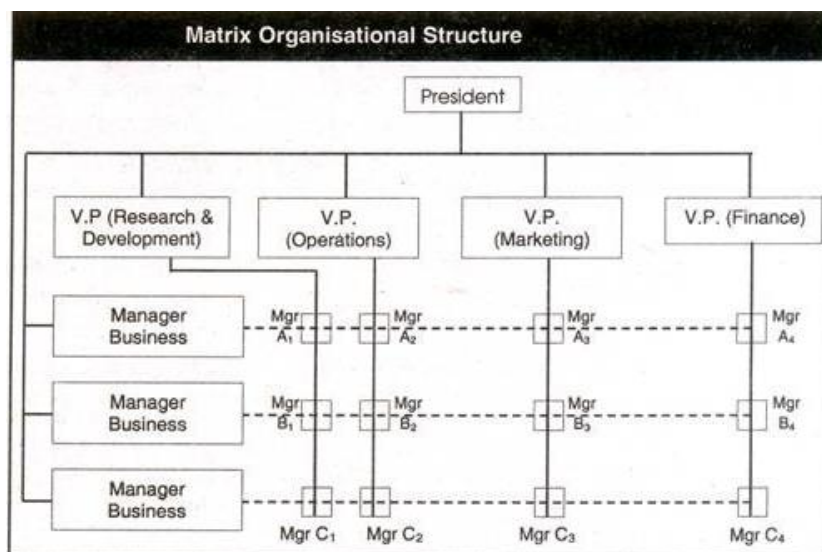 Matrix Organisational Structure
President
V.P (Research &
Development)
V.P.
(Operations)
V.P.
(Marketing)
V.P. (Finance)
Manager
Business
Mgr
A₁
Mgr
A₂
Mgr
A₃
Mgr
A₄
Manager
Business
Mgr
B₁
Mgr
B₂
Mgr
B₃
Mgr
B₄
Manager
Business
Mgr C₁
Mgr C₂
Mgr C₃
Mgr C₄